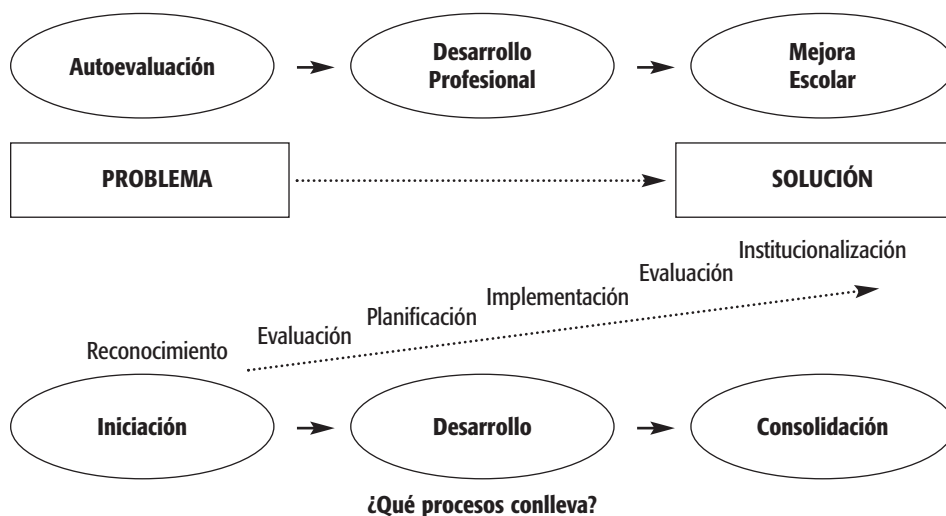 Autoevaluación
Desarrollo
Profesional
Mejora
Escolar
PROBLEMA
SOLUCIÓN
Reconocimiento
Evaluación
Planificación
Implementación
Evaluación
Institucionalización
Iniciación
Desarrollo
Consolidación
¿Qué procesos conlleva?